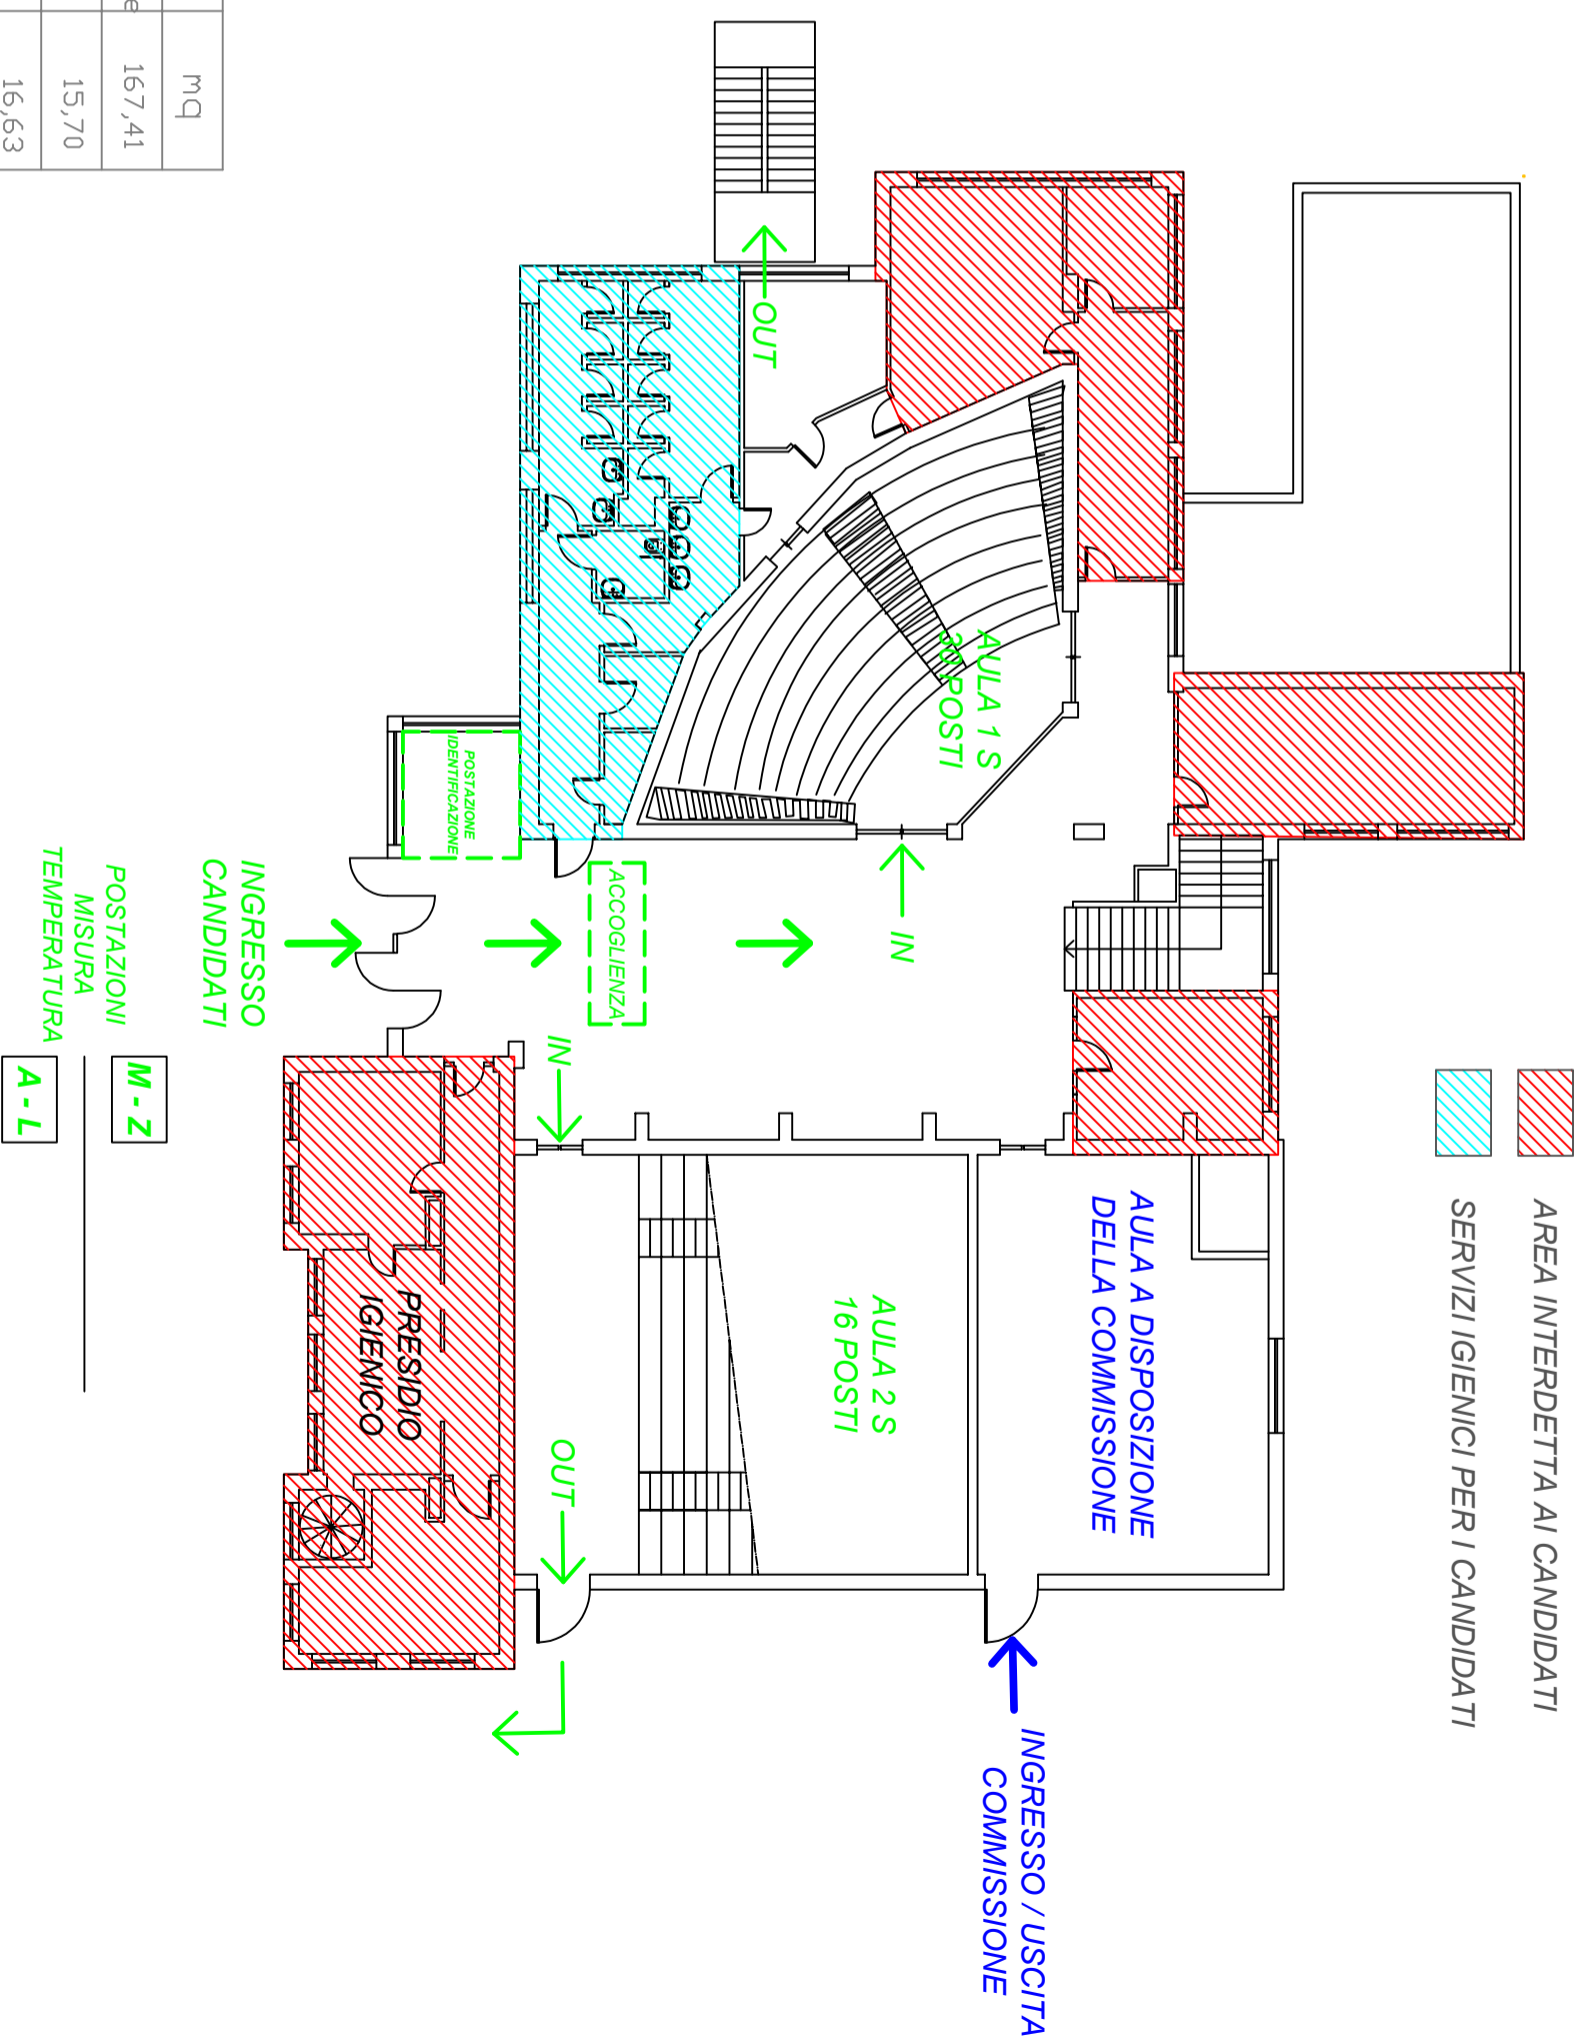 AREA INTERDETTA AI CANDIDATI
SERVIZI IGIENICI PER I CANDIDATI
AULA 1 S
30 POSTI
OUT
IN
AULA A DISPOSIZIONE
DELLA COMMISSIONE
INGRESSO / USCITA
COMMISSIONE
AULA 2 S
16 POSTI
ACCOGLIENZA
IN
OUT
POSTAZIONE
IDENTIFICAZIONE
PRESIDIO
IGIENICO
INGRESSO
CANDIDATI
POSTAZIONI
MISURA
TEMPERATURA
M - Z
A - L
mq
e 167,41
15,70
16,63